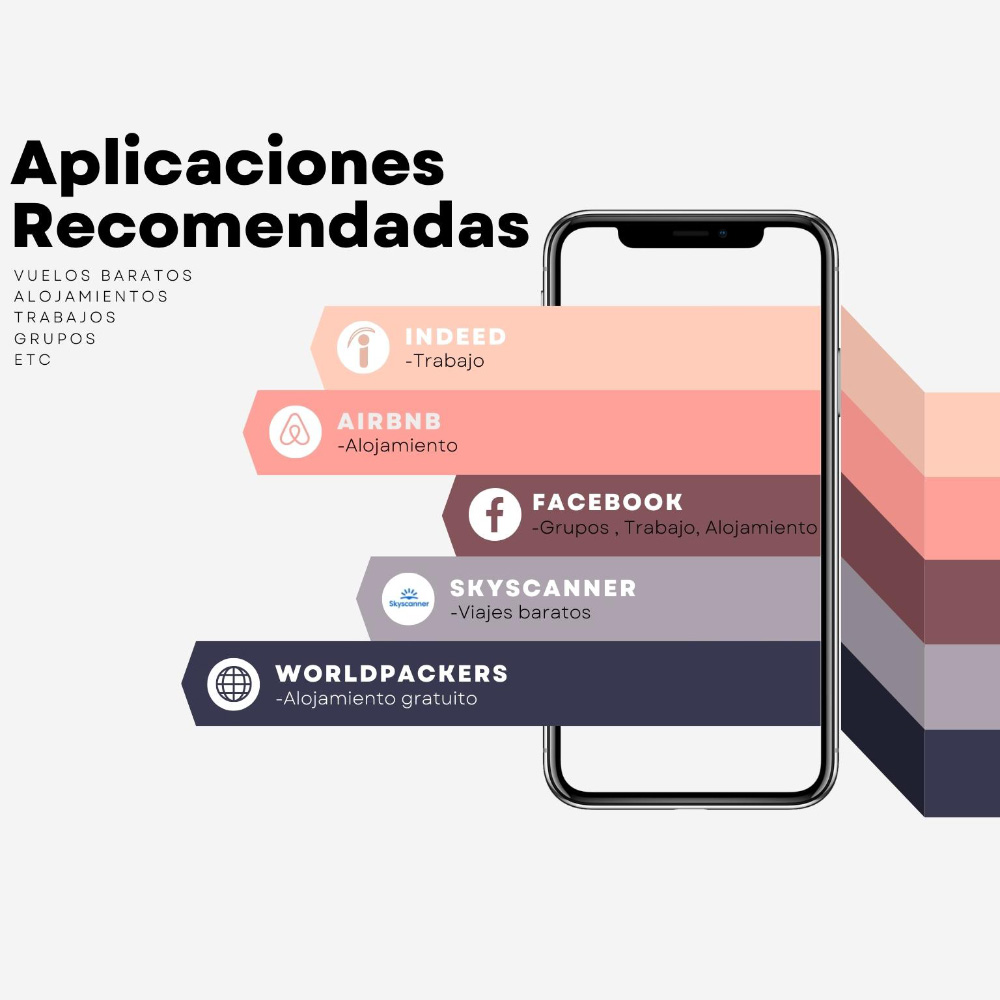 Aplicaciones
Recomendadas
VUELOS BARATOS
ALOJAMIENTOS
TRABAJOS
GRUPOS
ETC
INDEED
-Trabajo
AIRBNB
-Alojamiento
FACEBOOK
-Grupos , Trabajo, Alojamiento
Skyscanner
SKYSCANNER
-Viajes baratos
WORLDPACKERS
-Alojamiento gratuito